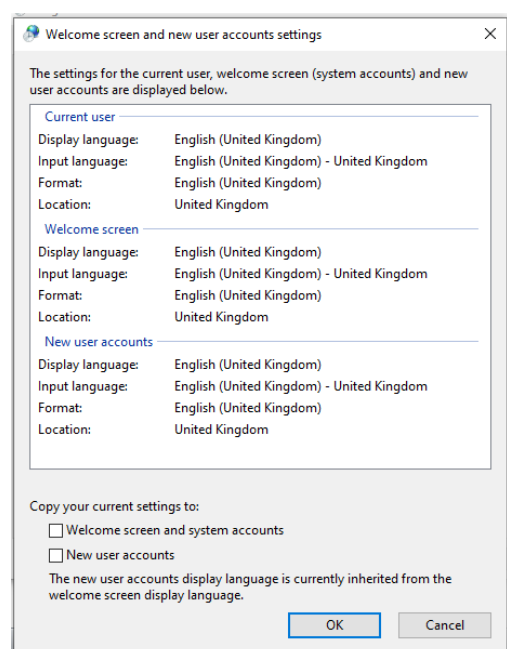 Welcome screen and new user accounts settings
The settings for the current user, welcome screen (system accounts) and new
user accounts are displayed below.
Current user
Display language: English (United Kingdom)
Input language: English (United Kingdom) - United Kingdom
Format: English (United Kingdom)
Location: United Kingdom
Welcome screen
Display language: English (United Kingdom)
Input language: English (United Kingdom) - United Kingdom
Format: English (United Kingdom)
Location: United Kingdom
New user accounts
Display language: English (United Kingdom)
Input language: English (United Kingdom) - United Kingdom
Format: English (United Kingdom)
Location: United Kingdom
Copy your current settings to:
Welcome screen and system accounts
New user accounts
The new user accounts display language is currently inherited from the
welcome screen display language.
OK Cancel